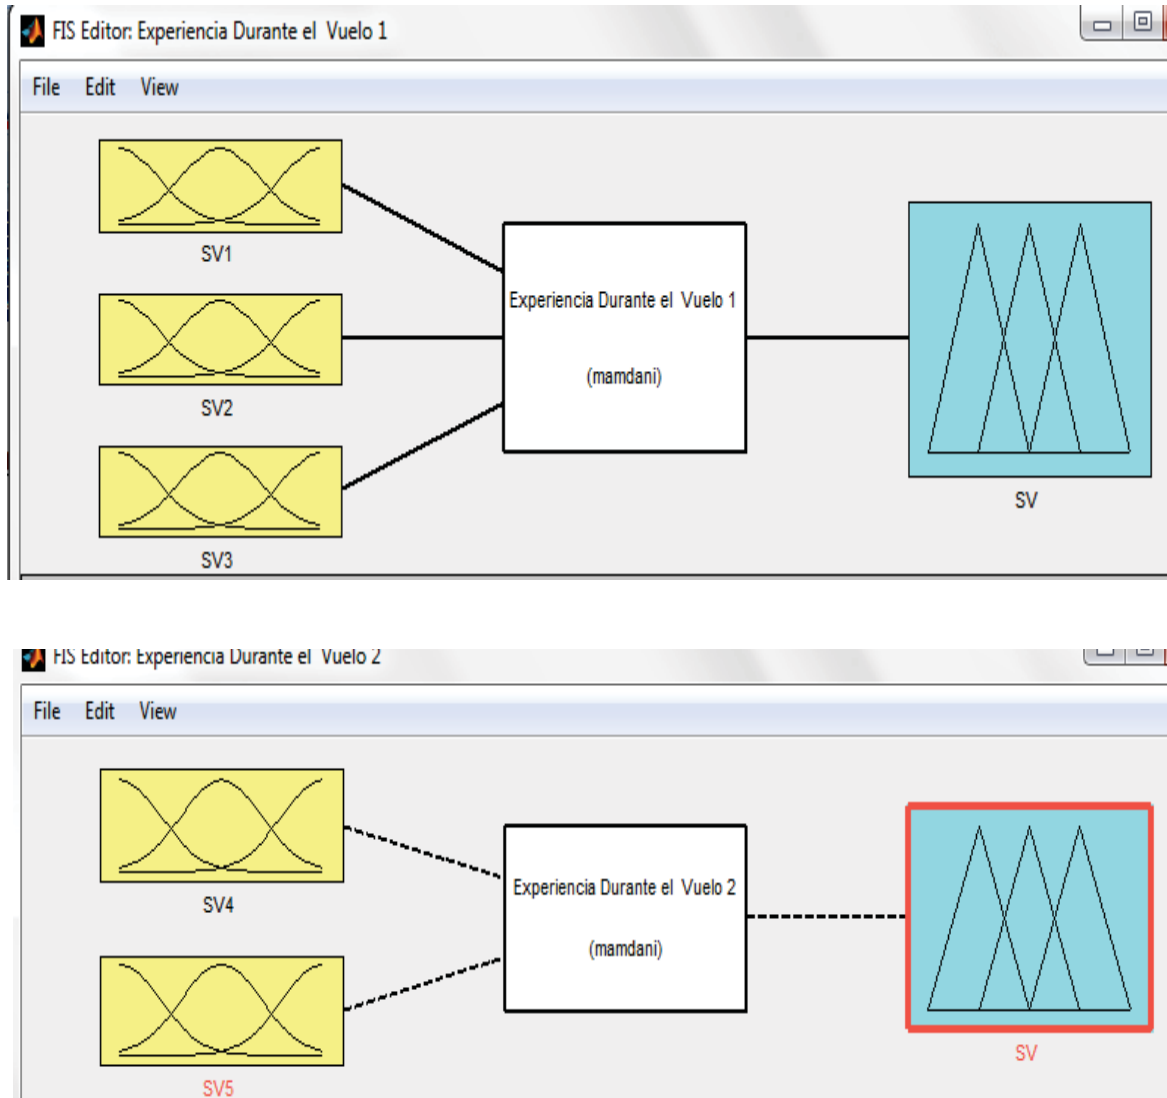 FIS Editor: Experiencia Durante el Vuelo 1
File Edit View
SV1
SV2
SV3
Experiencia Durante el Vuelo 1
(mamdani)
SV
FIS Editor: Experiencia Durante el Vuelo 2
File Edit View
SV4
SV5
Experiencia Durante el Vuelo 2
(mamdani)
SV